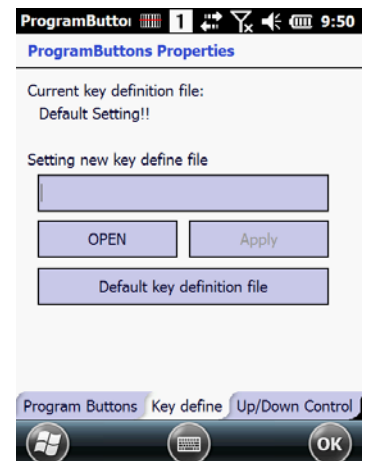 ProgramButtoı 1 9:50
ProgramButtons Properties
Current key definition file:
Default Setting!!
Setting new key define file
OPEN Apply
Default key definition file
Program Buttons Key define Up/Down Control
OK